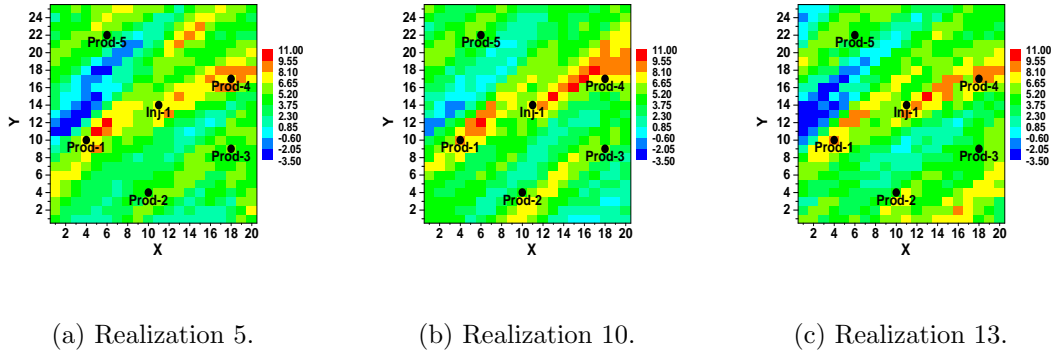 24
22
20
18
16
14
12
10
8
6
4
2
Y
2 4 6 8 10 12 14 16 18 20
X
Prod-5
Prod-4
Inj-1
Prod-1
Prod-3
Prod-2
11.00
9.55
8.10
6.65
5.20
3.75
2.30
0.85
-0.60
-2.05
-3.50
(a) Realization 5.
24
22
20
18
16
14
12
10
8
6
4
2
Y
2 4 6 8 10 12 14 16 18 20
X
Prod-5
Prod-4
Inj-1
Prod-1
Prod-3
Prod-2
11.00
9.55
8.10
6.65
5.20
3.75
2.30
0.85
-0.60
-2.05
-3.50
(b) Realization 10.
24
22
20
18
16
14
12
10
8
6
4
2
Y
2 4 6 8 10 12 14 16 18 20
X
Prod-5
Prod-4
Inj-1
Prod-1
Prod-3
Prod-2
11.00
9.55
8.10
6.65
5.20
3.75
2.30
0.85
-0.60
-2.05
-3.50
(c) Realization 13.